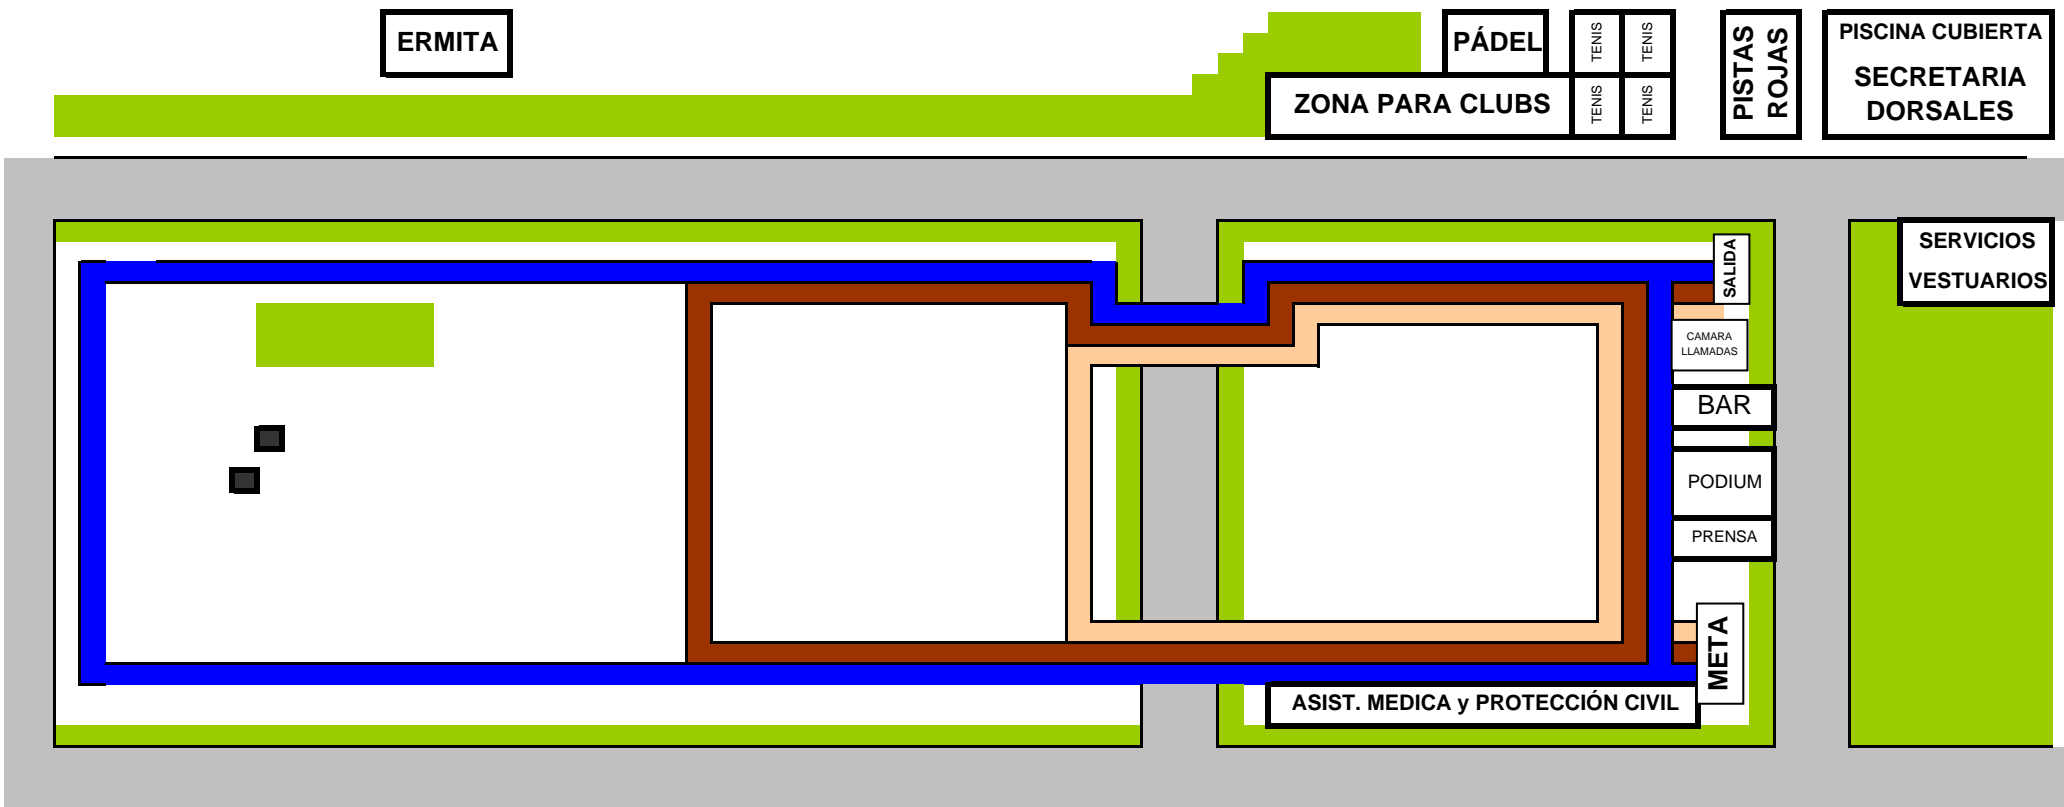 ERMITA
PÁDEL
TENIS
TENIS
PISTAS
ROJAS
PISCINA CUBIERTA
SECRETARIA
DORSALES
ZONA PARA CLUBS
TENIS
TENIS
SERVICIOS
VESTUARIOS
SALIDA
CAMARA
LLAMADAS
BAR
PODIUM
PRENSA
META
ASIST. MEDICA y PROTECCIÓN CIVIL